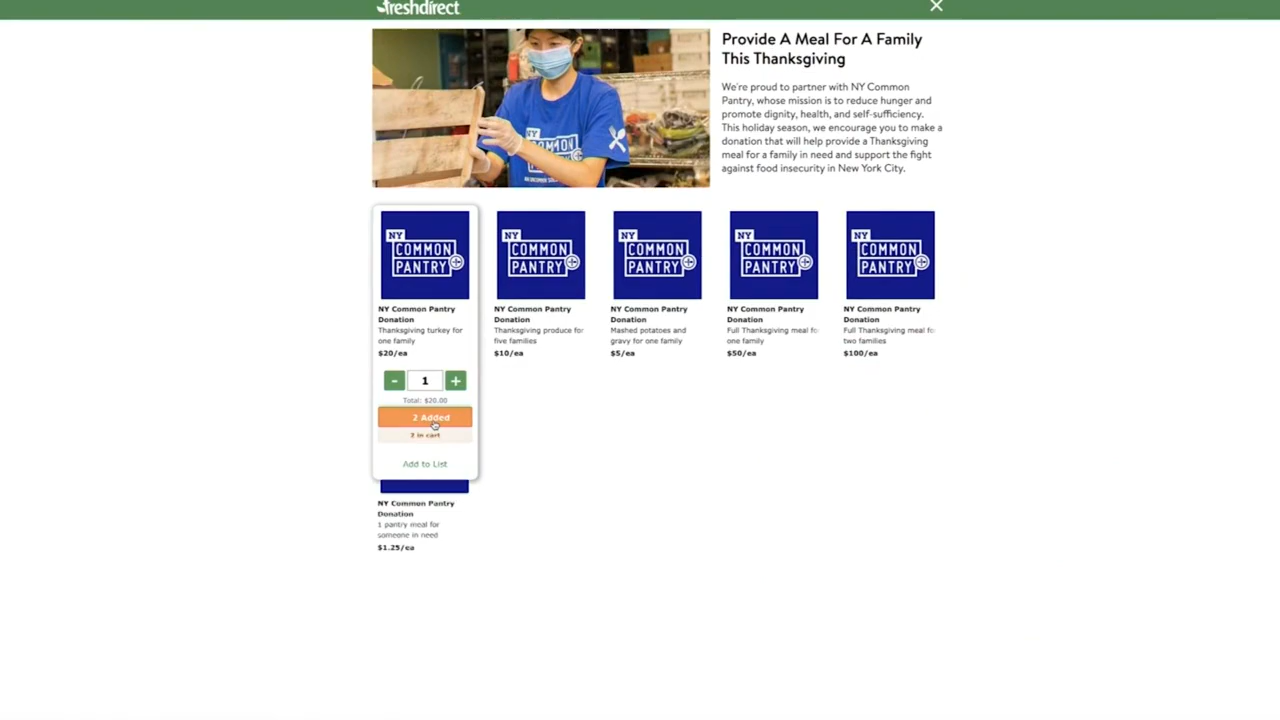 freshdirect
Provide A Meal For A Family
This Thanksgiving
We're proud to partner with NY Common
Pantry, whose mission is to reduce hunger and
promote dignity, health, and self-sufficiency.
This holiday season, we encourage you to make a
donation that will help provide a Thanksgiving
meal for a family in need and support the fight
against food insecurity in New York City.
NY
COMMON
PANTRY
NY
COMMON
PANTRY
NY
COMMON
PANTRY
NY
COMMON
PANTRY
NY
COMMON
PANTRY
NY
COMMON
PANTRY
NY Common Pantry
Donation
Thanksgiving turkey for
one family
$20/ea
NY Common Pantry
Donation
Thanksgiving produce for
five families
$10/ea
NY Common Pantry
Donation
Mashed potatoes and
gravy for one family
$5/ea
NY Common Pantry
Donation
Full Thanksgiving meal for
one family
$50/ea
NY Common Pantry
Donation
Full Thanksgiving meal for
two families
$100/ea
- 1 +
Total: $20.00
2 Added
2 in cart
Add to List
NY Common Pantry
Donation
1 pantry meal for
someone in need
$1.25/ea